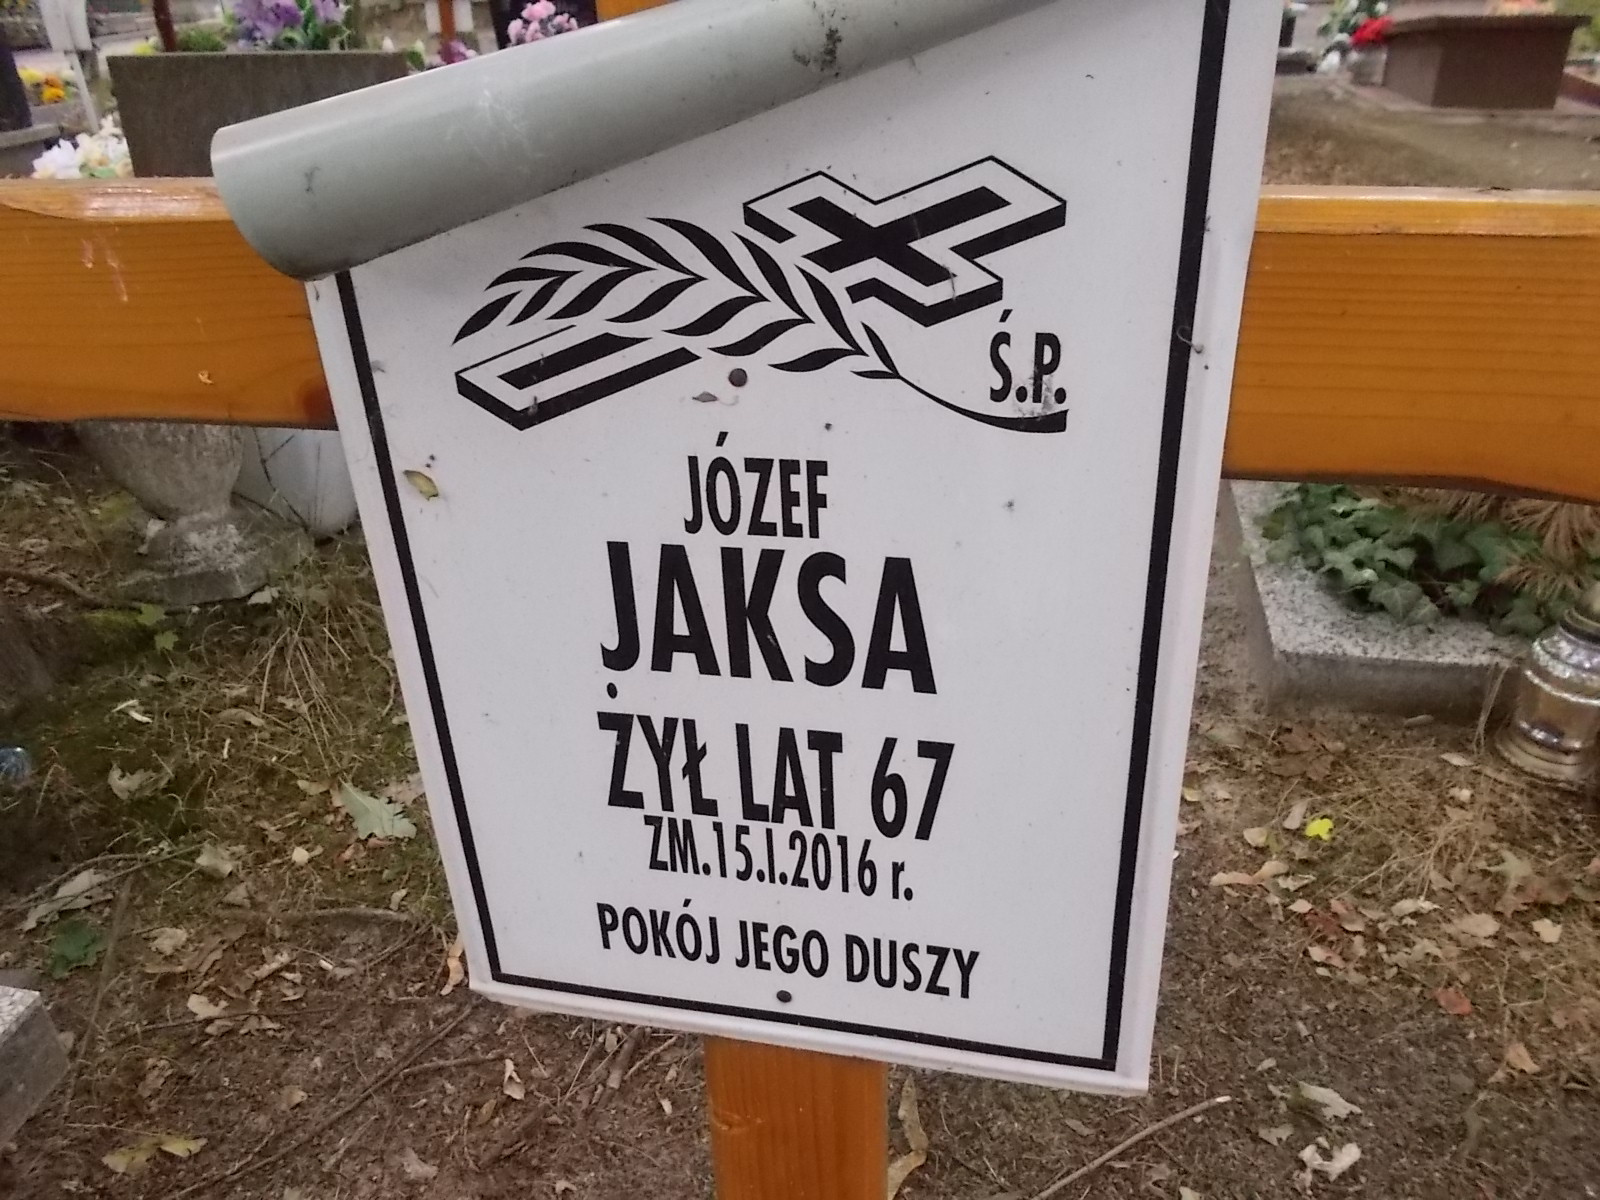 Ś.P.
JÓZEF
JAKSA
ŻYŁ LAT 67
ZM.15.I.2016 r.
POKÓJ JEGO DUSZY